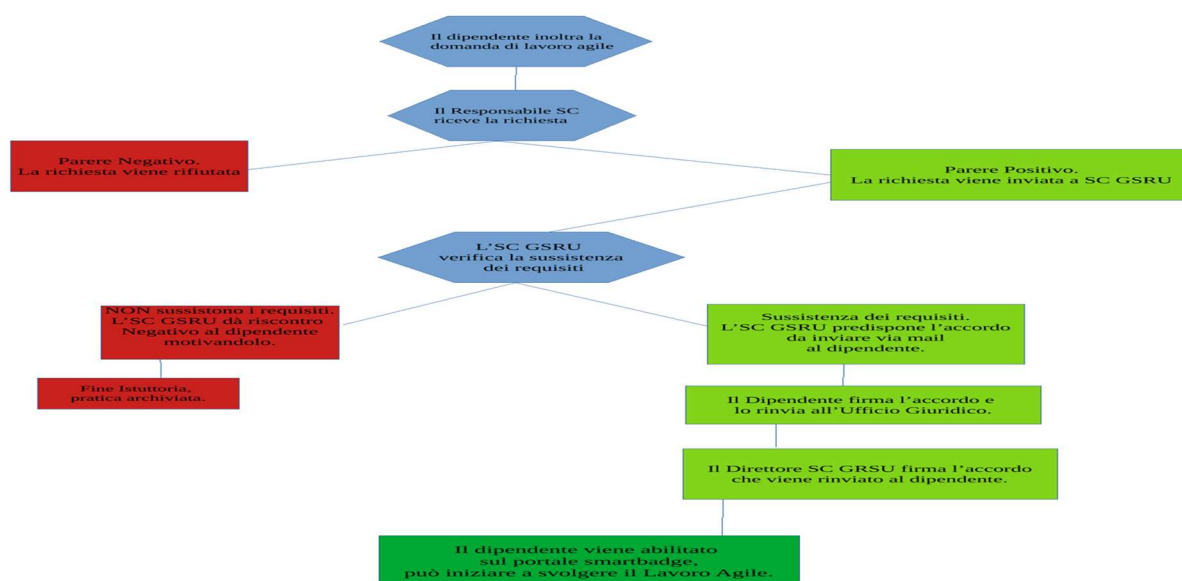 Il dipendente inoltra la
domanda di lavoro agile
Il Responsabile SC
riceve la richiesta
Parere Negativo.
La richiesta viene rifiutata
Parere Positivo.
La richiesta viene inviata a SC GSRU
L’SC GSRU
verifica la sussistenza
dei requisiti
NON sussistono i requisiti.
L’SC GSRU dà riscontro
Negativo al dipendente
motivandolo.
Sussistenza dei requisiti.
L’SC GSRU predispone l’accordo
da inviare via mail
al dipendente.
Fine Istuttoria,
pratica archiviata.
Il Dipendente firma l’accordo e
lo rinvia all’Ufficio Giuridico.
Il Direttore SC GRSU firma l’accordo
che viene rinviato al dipendente.
Il dipendente viene abilitato
sul portale smartbadge,
può iniziare a svolgere il Lavoro Agile.